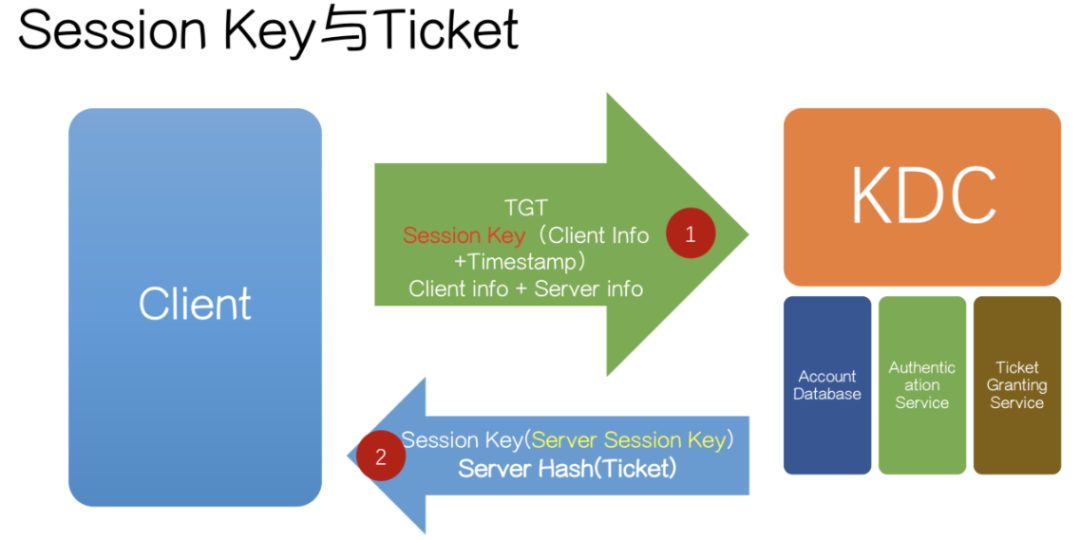 Session Key与Ticket
Client
TGT
Session Key（Client Info
+Timestamp）
Client info + Server info
1
KDC
Account
Database
Authentic
ation
Service
Ticket
Granting
Service
2
Session Key(Server Session Key)
Server Hash(Ticket)